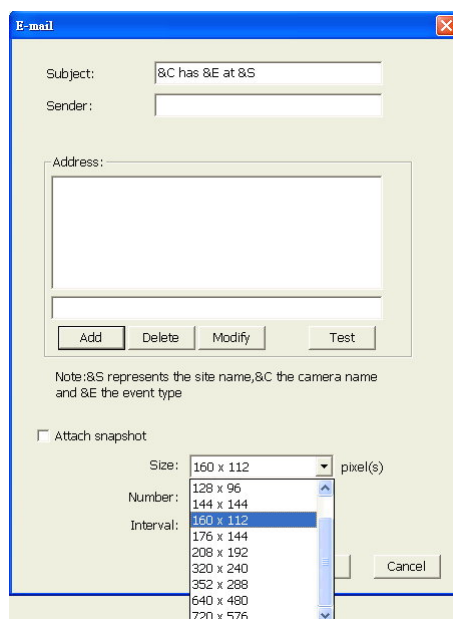 E-mail
Subject: &C has &E at &S
Sender:
Address:
Add Delete Modify Test
Note:&S represents the site name,&C the camera name
and &E the event type
Attach snapshot
Size: 160 x 112 pixel(s)
128 x 96
Number:
144 x 144
160 x 112
Interval:
176 x 144
208 x 192
320 x 240
352 x 288
Cancel
640 x 480
720 x 576